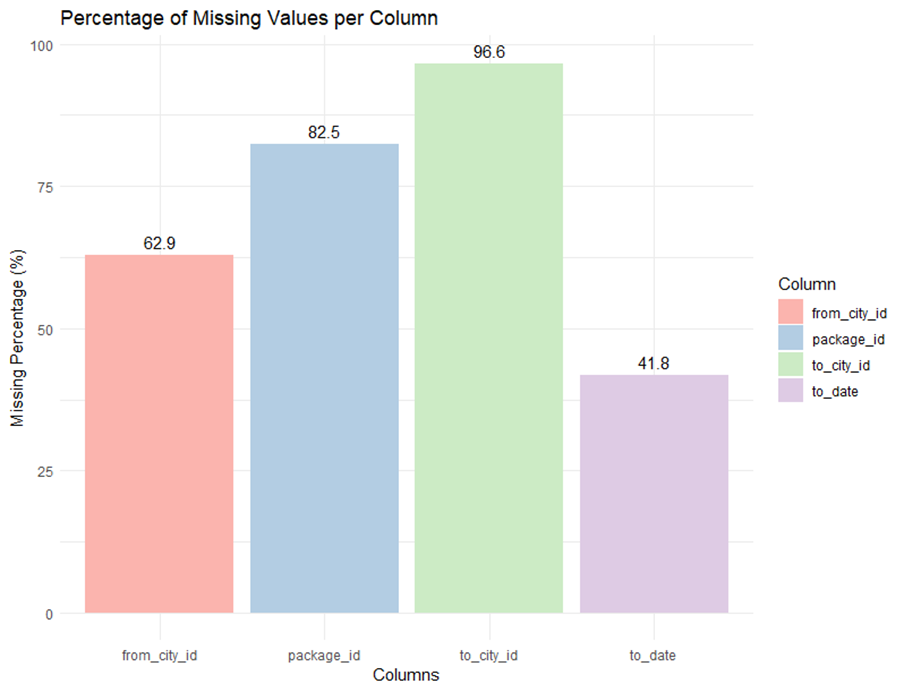 Percentage of Missing Values per Column
Missing Percentage (%)
100
75
50
25
0
62.9
82.5
96.6
41.8
from_city_id
package_id
to_city_id
to_date
Columns
Column
from_city_id
package_id
to_city_id
to_date